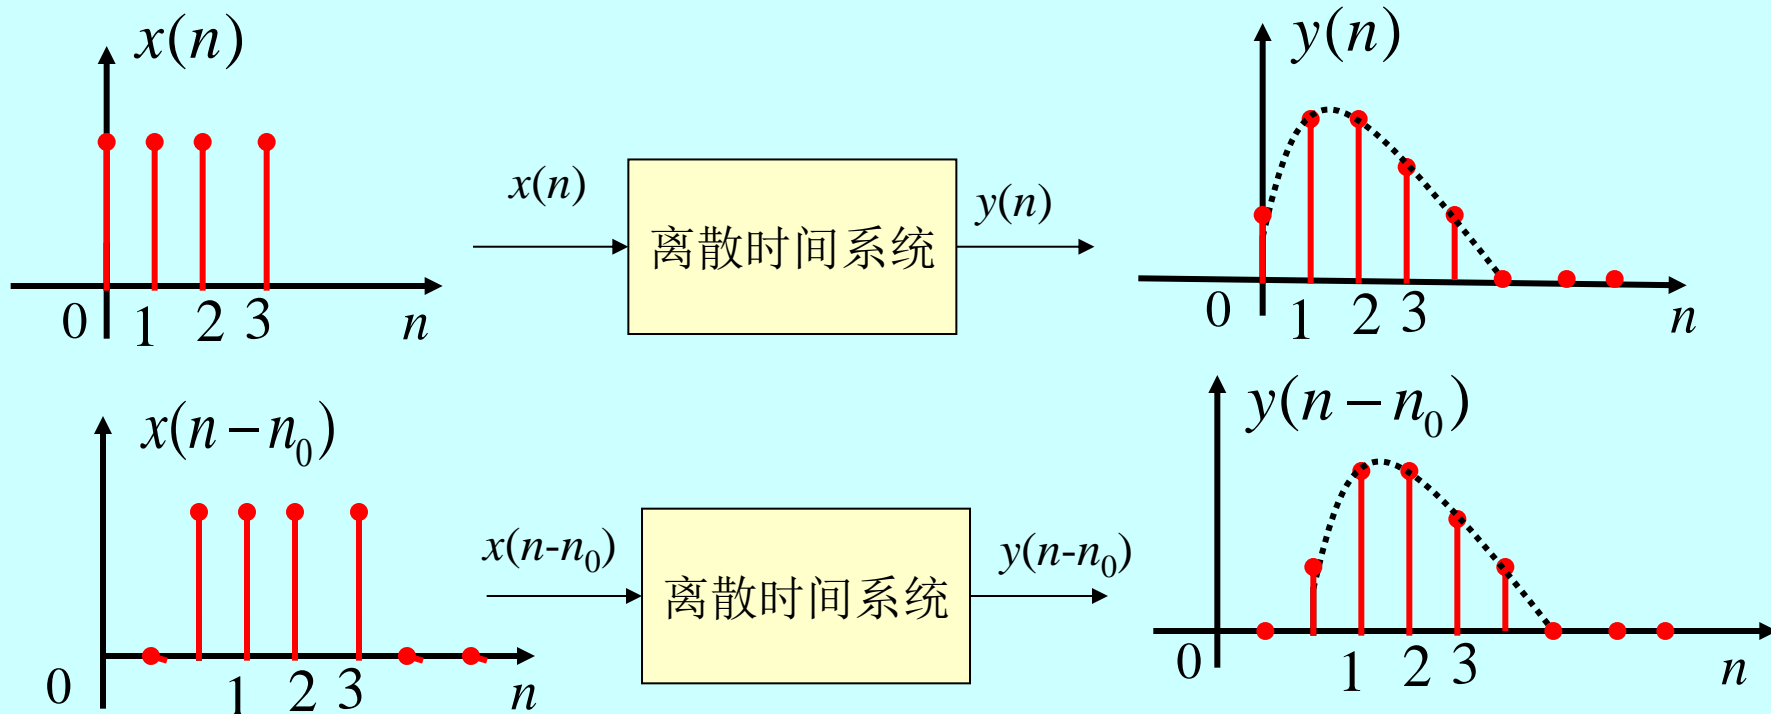 x(n)
0 1 2 3 n
x(n)
离散时间系统
y(n)
y(n)
0 1 2 3 n
x(n − n₀)
0 1 2 3 n
x(n-n₀)
离散时间系统
y(n-n₀)
y(n − n₀)
0 1 2 3 n